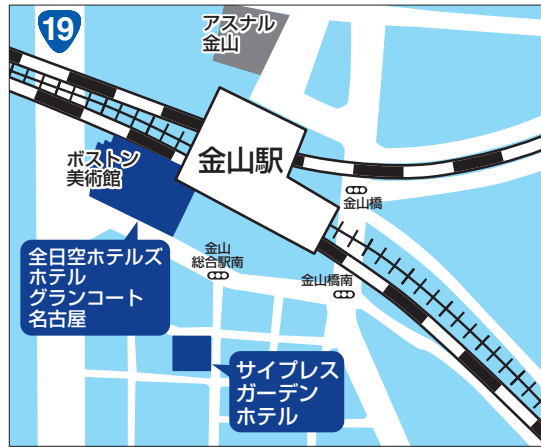 19
アスナル
金山
ボストン
美術館
金山駅
金山橋
全日空ホテルズ
ホテル
グランコート
名古屋
金山
総合駅南
金山橋南
サイプレス
ガーデン
ホテル